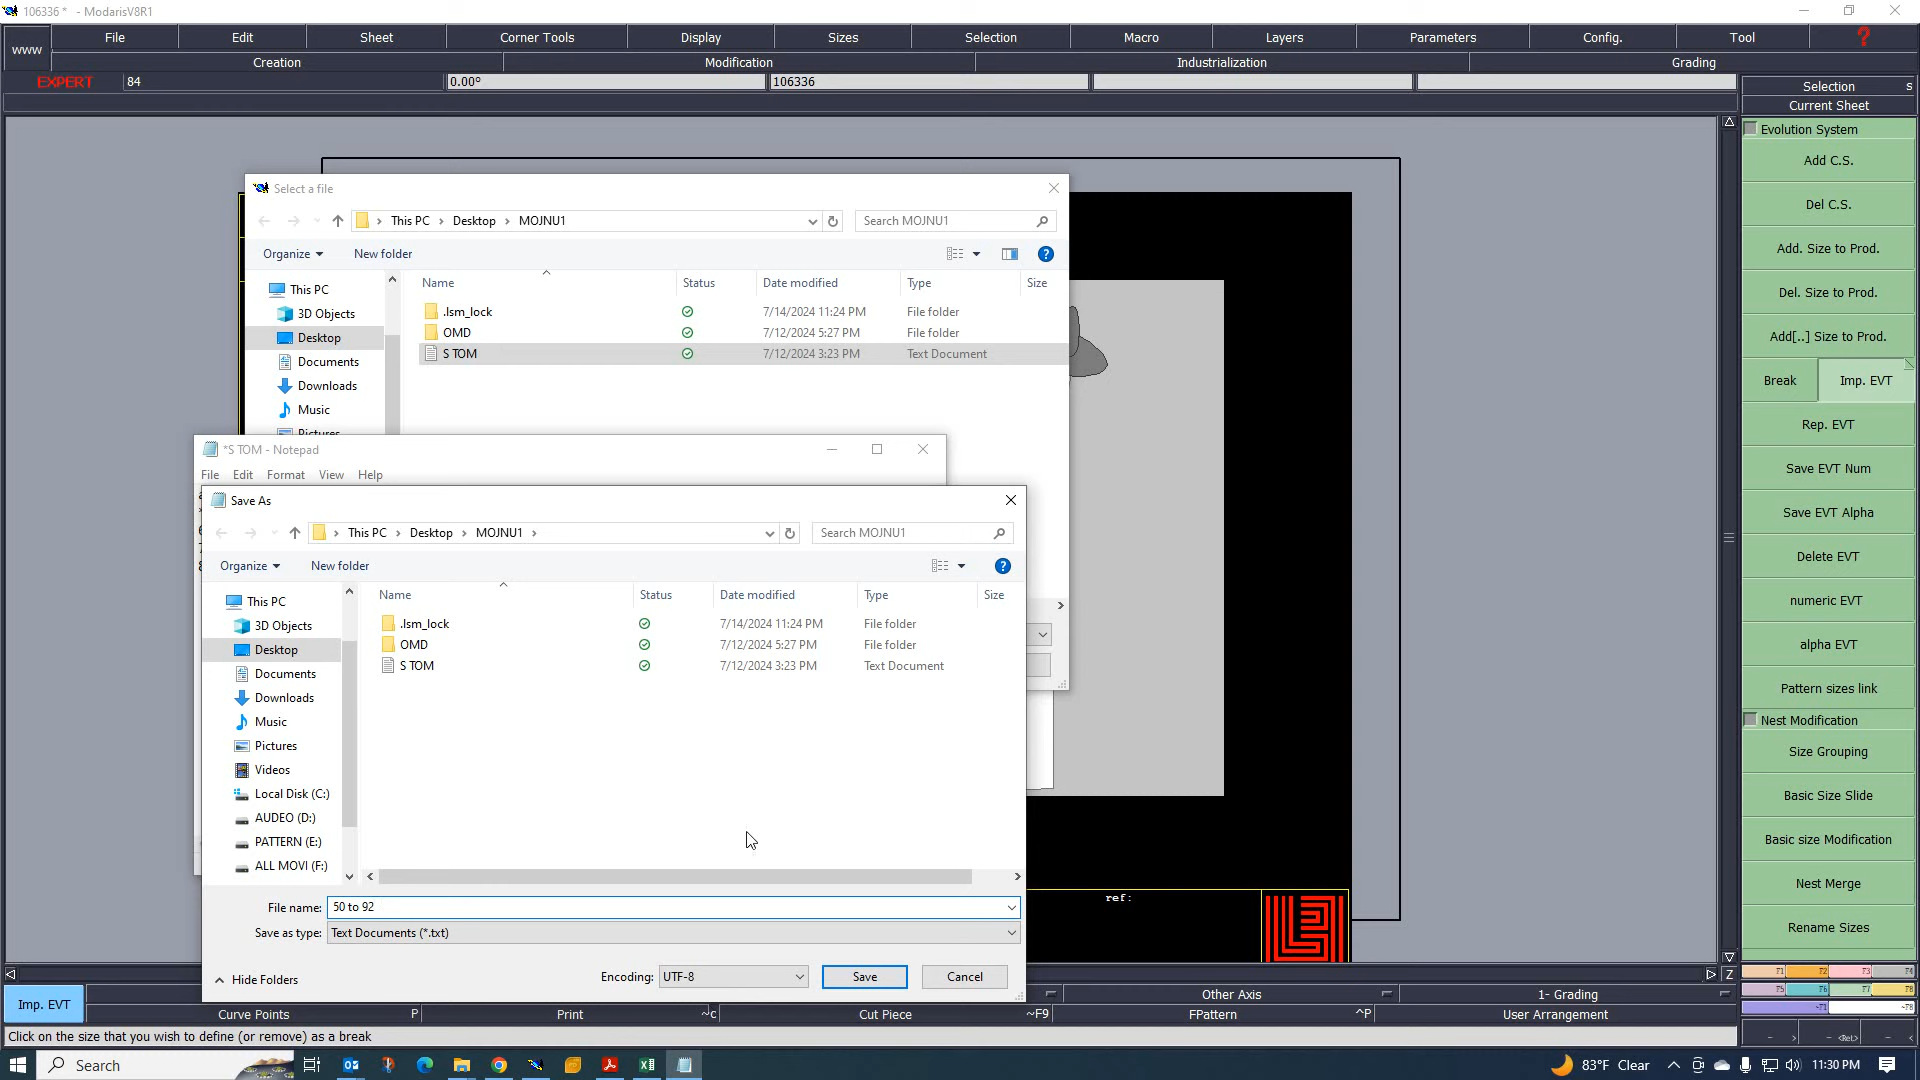 106336 * - ModarisV8R1
www
File Edit Sheet Corner Tools Display Sizes Selection Macro Layers Parameters Config. Tool ?
Creation Modification Industrialization Grading
EXPERT 84 0.00° 106336
Selection s
Current Sheet
Evolution System
Add C.S.
Del C.S.
Add. Size to Prod.
Del. Size to Prod.
Add[..] Size to Prod.
Break Imp. EVT
Rep. EVT
Save EVT Num
Save EVT Alpha
Delete EVT
numeric EVT
alpha EVT
Pattern sizes link
Nest Modification
Size Grouping
Basic Size Slide
Basic size Modification
Nest Merge
Rename Sizes
F1 F2 F3 F4
F5 F6 F7 F8
~F1 ~F8
Select a file
This PC > Desktop > MOJNU1
Search MOJNU1
Organize New folder
Name Status Date modified Type Size
This PC
3D Objects
Desktop
Documents
Downloads
Music
Pictures
.lsm_lock 7/14/2024 11:24 PM File folder
OMD 7/12/2024 5:27 PM File folder
S TOM 7/12/2024 3:23 PM Text Document
*S TOM - Notepad
File Edit Format View Help
Save As
This PC > Desktop > MOJNU1 >
Search MOJNU1
Organize New folder
Name Status Date modified Type Size
This PC
3D Objects
Desktop
Documents
Downloads
Music
Pictures
Videos
Local Disk (C:)
AUDEO (D:)
PATTERN (E:)
ALL MOVI (F:)
.lsm_lock 7/14/2024 11:24 PM File folder
OMD 7/12/2024 5:27 PM File folder
S TOM 7/12/2024 3:23 PM Text Document
File name: 50 to 92
Save as type: Text Documents (*.txt)
Hide Folders
Encoding: UTF-8
Save Cancel
ref:
Z
Imp. EVT
Other Axis 1- Grading
Curve Points P Print ~c Cut Piece ~F9 FPattern ^P User Arrangement
Click on the size that you wish to define (or remove) as a break
Search
83°F Clear
11:30 PM